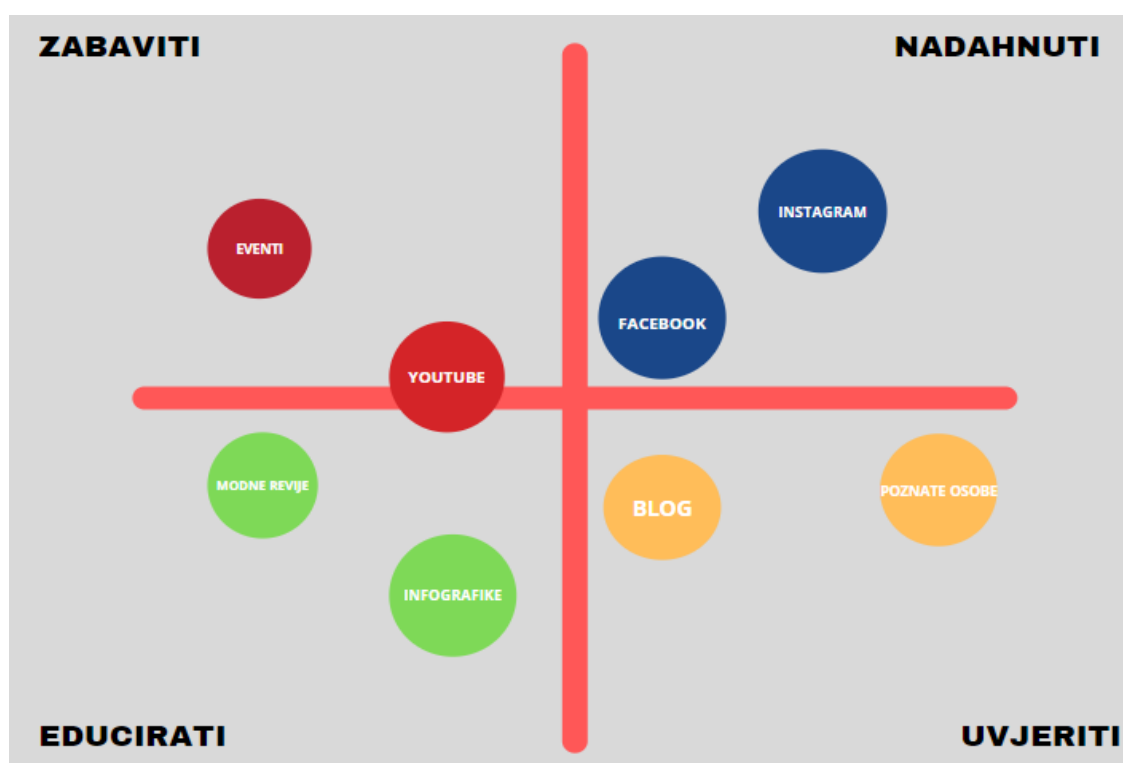 ZABAVITI
NADAHNUTI
INSTAGRAM
EVENTI
FACEBOOK
YOUTUBE
MODNE REVIJE
POZNATE OSOBE
BLOG
INFOGRAFIKE
EDUCIRATI
UVJERITI